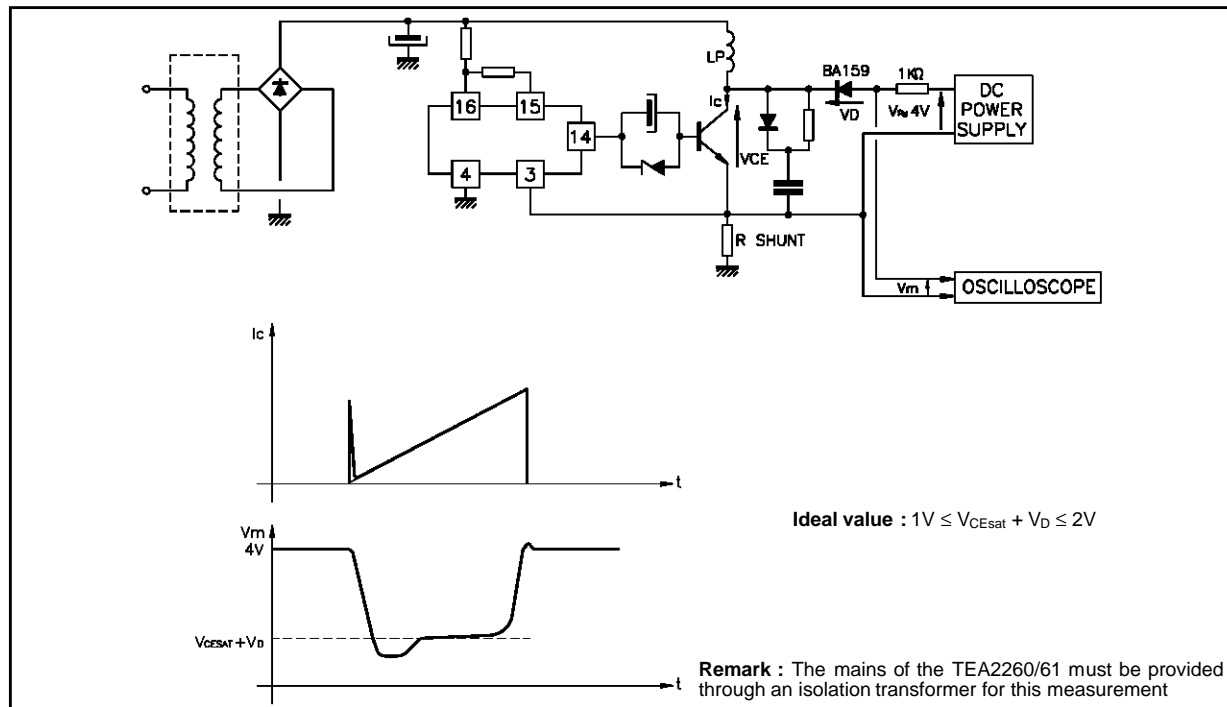 LP
BA159
1KΩ
DC
POWER
SUPPLY
Ic
VD
4V
16
15
14
VCE
4
3
R SHUNT
Vm
OSCILLOSCOPE
Ic
t
Ideal value : 1V ≤ VCEsat + VD ≤ 2V
Vm
4V
VCESAT+VD
t
Remark : The mains of the TEA2260/61 must be provided
through an isolation transformer for this measurement